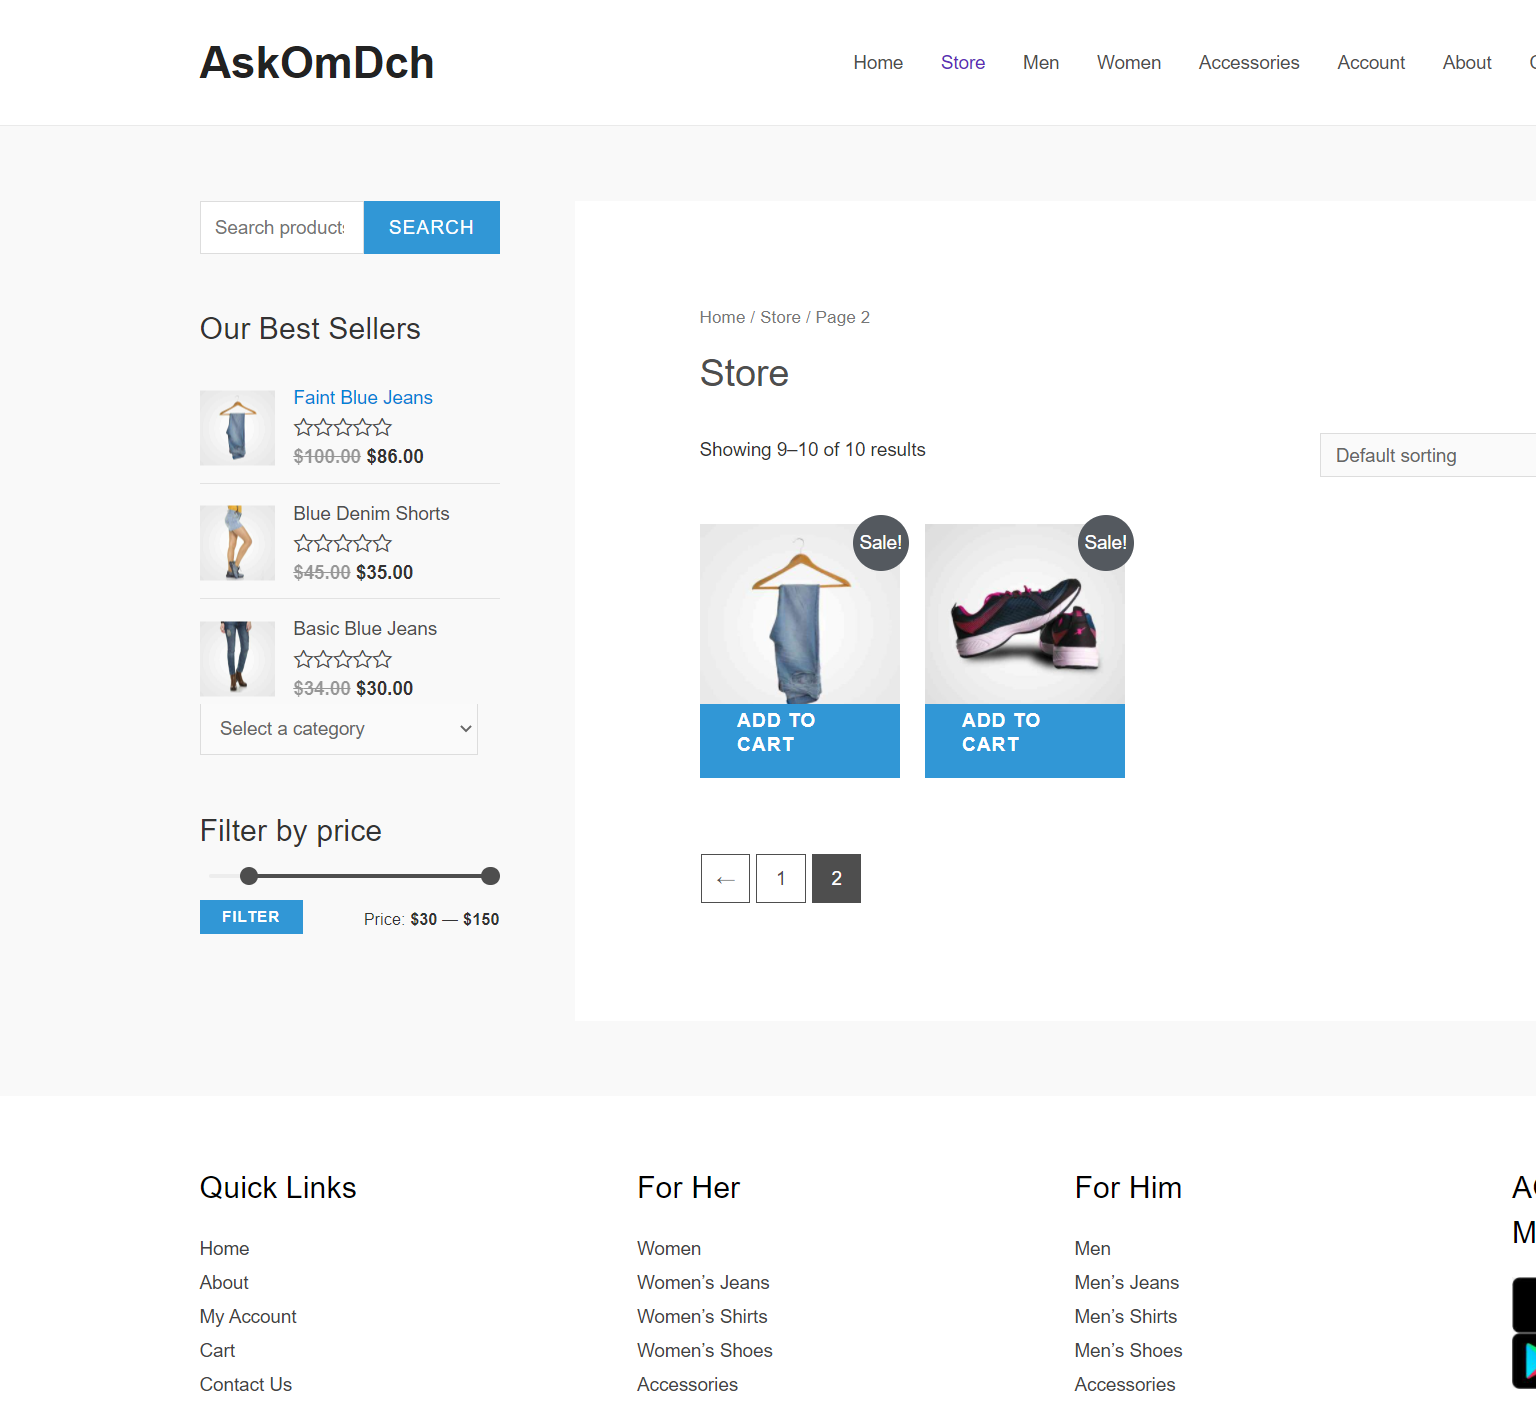 AskOmDch
Home Store Men Women Accessories Account About
Search products SEARCH
Our Best Sellers
Faint Blue Jeans
$100.00 $86.00
Blue Denim Shorts
$45.00 $35.00
Basic Blue Jeans
$34.00 $30.00
Select a category
Filter by price
FILTER Price: $30 — $150
Home / Store / Page 2
Store
Showing 9–10 of 10 results
Default sorting
Sale!
ADD TO
CART
Sale!
ADD TO
CART
← 1 2
Quick Links
Home
About
My Account
Cart
Contact Us
For Her
Women
Women’s Jeans
Women’s Shirts
Women’s Shoes
Accessories
For Him
Men
Men’s Jeans
Men’s Shirts
Men’s Shoes
Accessories